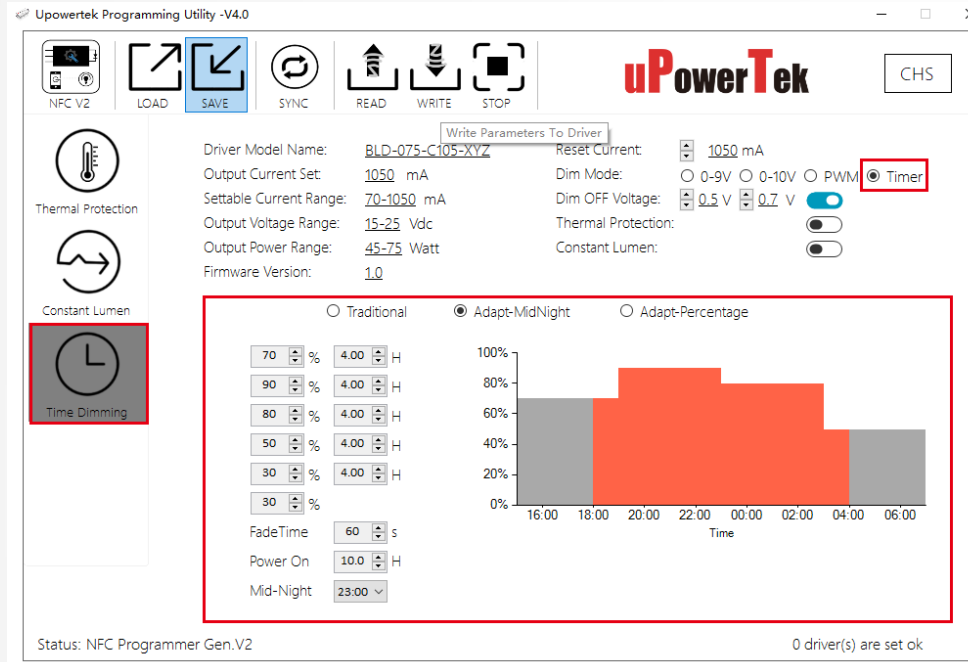 Upowertek Programming Utility -V4.0
NFC V2 LOAD SAVE SYNC READ WRITE STOP
uPowerTek
CHS
Write Parameters To Driver
Thermal Protection
Constant Lumen
Time Dimming
Driver Model Name: BLD-075-C105-XYZ Reset Current: 1050 mA
Output Current Set: 1050 mA Dim Mode: 0-9V 0-10V PWM Timer
Settable Current Range: 70-1050 mA Dim OFF Voltage: 0.5 V 0.7 V
Output Voltage Range: 15-25 Vdc Thermal Protection:
Output Power Range: 45-75 Watt Constant Lumen:
Firmware Version: 1.0
Traditional Adapt-MidNight Adapt-Percentage
70 % 4.00 H
90 % 4.00 H
80 % 4.00 H
50 % 4.00 H
30 % 4.00 H
30 %
FadeTime 60 s
Power On 10.0 H
Mid-Night 23:00
100%
80%
60%
40%
20%
0%
16:00 18:00 20:00 22:00 00:00 02:00 04:00 06:00
Time
Status: NFC Programmer Gen.V2 0 driver(s) are set ok